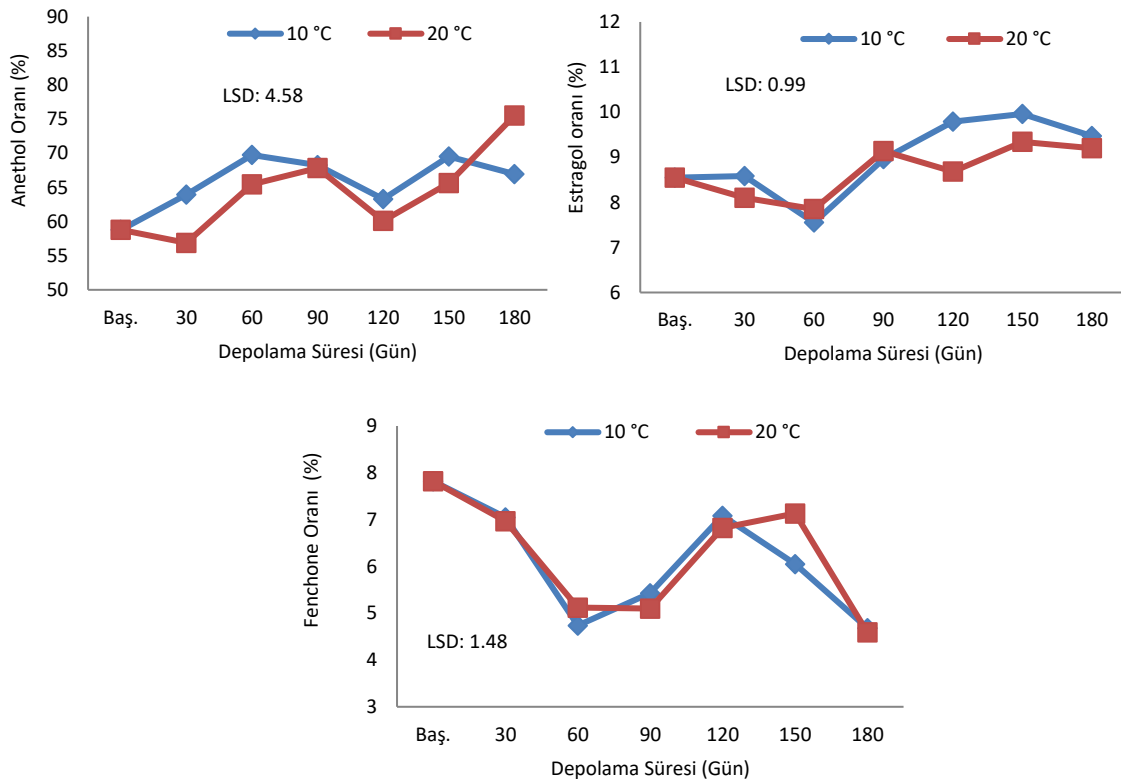 Anethol Oranı (%)
90
85
80
75
70
65
60
55
50
10 °C
20 °C
LSD: 4.58
Baş. 30 60 90 120 150 180
Depolama Süresi (Gün)
Estragol oranı (%)
12
11
10
9
8
7
6
10 °C
20 °C
LSD: 0.99
Baş. 30 60 90 120 150 180
Depolama Süresi (Gün)
Fenchone Oranı (%)
9
8
7
6
5
4
3
10 °C
20 °C
LSD: 1.48
Baş. 30 60 90 120 150 180
Depolama Süresi (Gün)